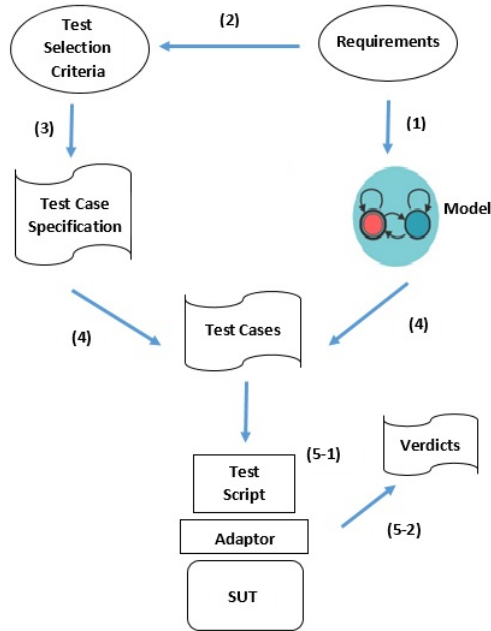 Test
Selection
Criteria
(2)
Requirements
(3)
(1)
Test Case
Specification
Model
(4)
Test Cases
(4)
(5-1)
Verdicts
Test
Script
(5-2)
Adaptor
SUT